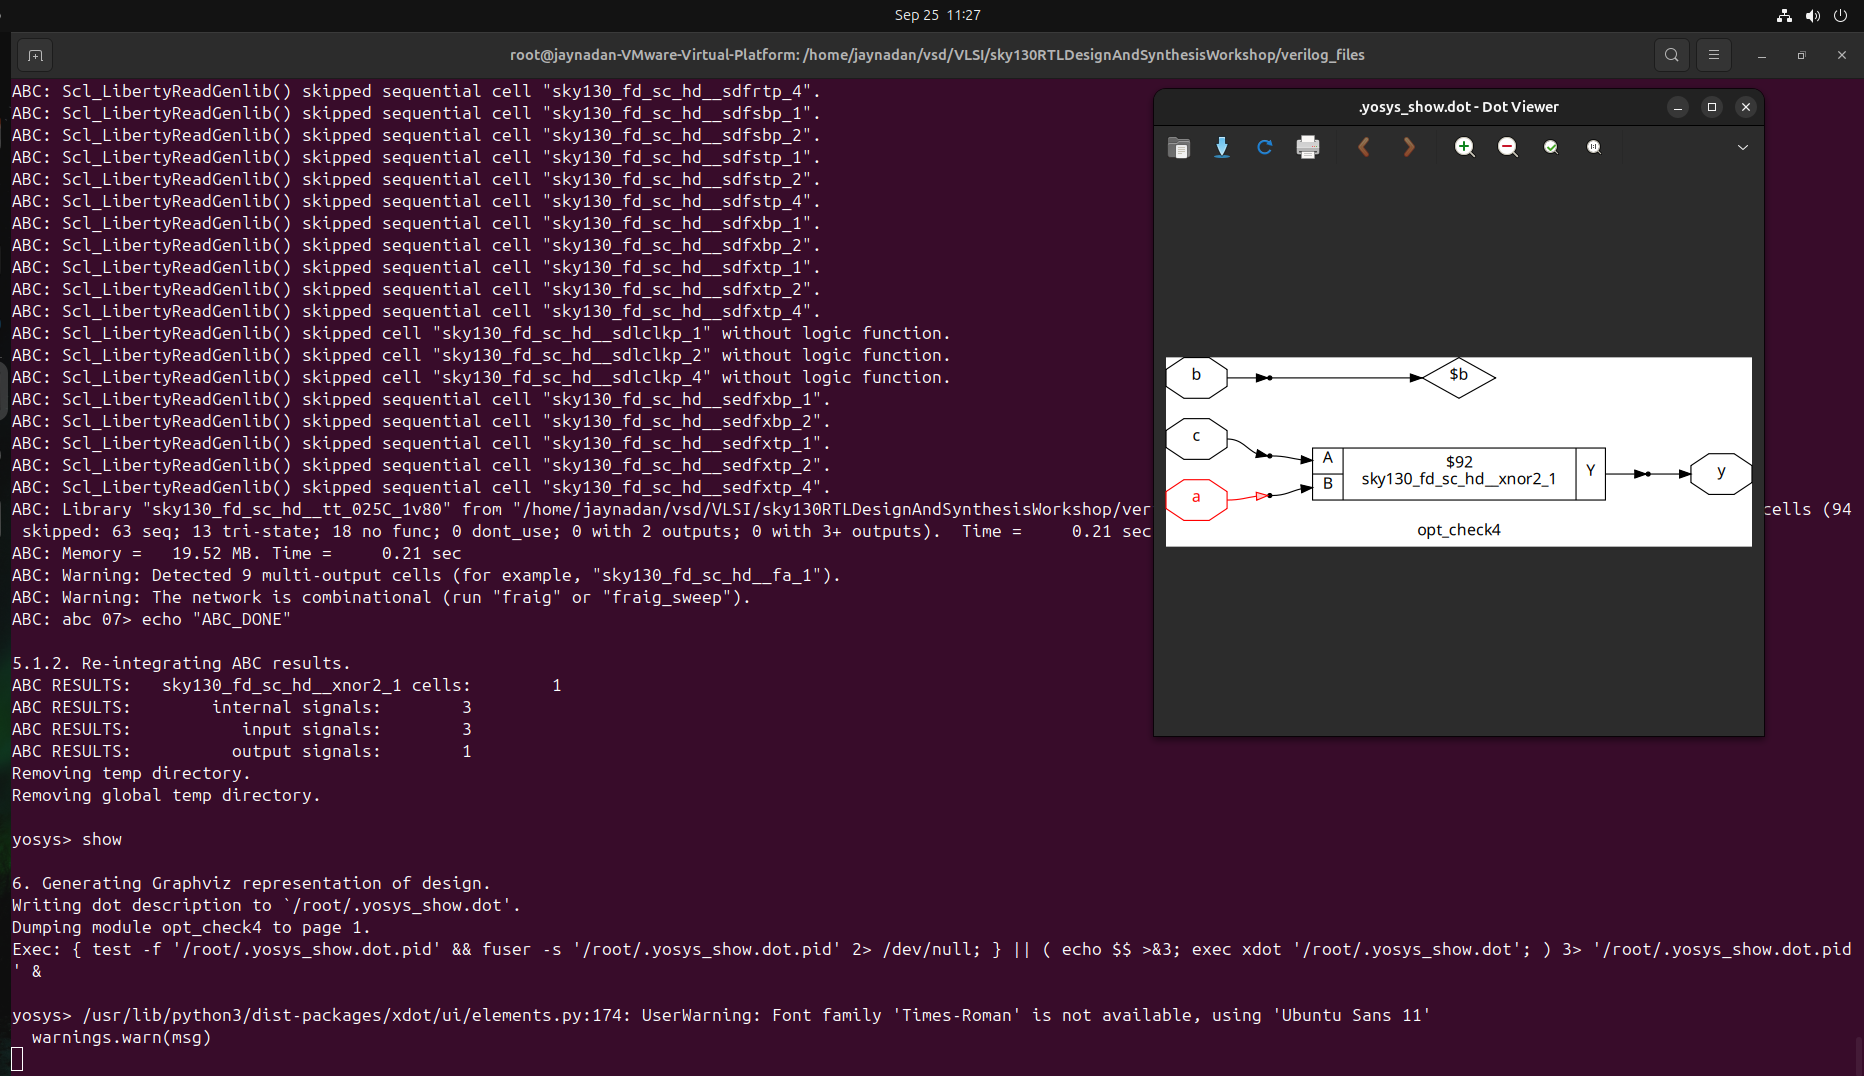 Sep 25 11:27
root@jaynadan-VMware-Virtual-Platform: /home/jaynadan/vsd/VLSI/sky130RTLDesignAndSynthesisWorkshop/verilog_files
ABC: Scl_LibertyReadGenlib() skipped sequential cell "sky130_fd_sc_hd__sdfrtp_4".
ABC: Scl_LibertyReadGenlib() skipped sequential cell "sky130_fd_sc_hd__sdfsbp_1".
ABC: Scl_LibertyReadGenlib() skipped sequential cell "sky130_fd_sc_hd__sdfsbp_2".
ABC: Scl_LibertyReadGenlib() skipped sequential cell "sky130_fd_sc_hd__sdfstp_1".
ABC: Scl_LibertyReadGenlib() skipped sequential cell "sky130_fd_sc_hd__sdfstp_2".
ABC: Scl_LibertyReadGenlib() skipped sequential cell "sky130_fd_sc_hd__sdfstp_4".
ABC: Scl_LibertyReadGenlib() skipped sequential cell "sky130_fd_sc_hd__sdfxbp_1".
ABC: Scl_LibertyReadGenlib() skipped sequential cell "sky130_fd_sc_hd__sdfxbp_2".
ABC: Scl_LibertyReadGenlib() skipped sequential cell "sky130_fd_sc_hd__sdfxtp_1".
ABC: Scl_LibertyReadGenlib() skipped sequential cell "sky130_fd_sc_hd__sdfxtp_2".
ABC: Scl_LibertyReadGenlib() skipped sequential cell "sky130_fd_sc_hd__sdfxtp_4".
ABC: Scl_LibertyReadGenlib() skipped cell "sky130_fd_sc_hd__sdlclkp_1" without logic function.
ABC: Scl_LibertyReadGenlib() skipped cell "sky130_fd_sc_hd__sdlclkp_2" without logic function.
ABC: Scl_LibertyReadGenlib() skipped cell "sky130_fd_sc_hd__sdlclkp_4" without logic function.
ABC: Scl_LibertyReadGenlib() skipped sequential cell "sky130_fd_sc_hd__sedfxbp_1".
ABC: Scl_LibertyReadGenlib() skipped sequential cell "sky130_fd_sc_hd__sedfxbp_2".
ABC: Scl_LibertyReadGenlib() skipped sequential cell "sky130_fd_sc_hd__sedfxtp_1".
ABC: Scl_LibertyReadGenlib() skipped sequential cell "sky130_fd_sc_hd__sedfxtp_2".
ABC: Scl_LibertyReadGenlib() skipped sequential cell "sky130_fd_sc_hd__sedfxtp_4".
ABC: Library "sky130_fd_sc_hd__tt_025C_1v80" from "/home/jaynadan/vsd/VLSI/sky130RTLDesignAndSynthesisWorkshop/ver cells (94
skipped: 63 seq; 13 tri-state; 18 no func; 0 dont_use; 0 with 2 outputs; 0 with 3+ outputs). Time = 0.21 sec
ABC: Memory = 19.52 MB. Time = 0.21 sec
ABC: Warning: Detected 9 multi-output cells (for example, "sky130_fd_sc_hd__fa_1").
ABC: Warning: The network is combinational (run "fraig" or "fraig_sweep").
ABC: abc 07> echo "ABC_DONE"
5.1.2. Re-integrating ABC results.
ABC RESULTS: sky130_fd_sc_hd__xnor2_1 cells: 1
ABC RESULTS: internal signals: 3
ABC RESULTS: input signals: 3
ABC RESULTS: output signals: 1
Removing temp directory.
Removing global temp directory.
yosys> show
6. Generating Graphviz representation of design.
Writing dot description to `/root/.yosys_show.dot'.
Dumping module opt_check4 to page 1.
Exec: { test -f '/root/.yosys_show.dot.pid' && fuser -s '/root/.yosys_show.dot.pid' 2> /dev/null; } || ( echo $$ >&3; exec xdot '/root/.yosys_show.dot'; ) 3> '/root/.yosys_show.dot.pid
' &
yosys> /usr/lib/python3/dist-packages/xdot/ui/elements.py:174: UserWarning: Font family 'Times-Roman' is not available, using 'Ubuntu Sans 11'
warnings.warn(msg)
.yosys_show.dot - Dot Viewer
b $b
c
a
A
B
$92
sky130_fd_sc_hd__xnor2_1
Y
y
opt_check4